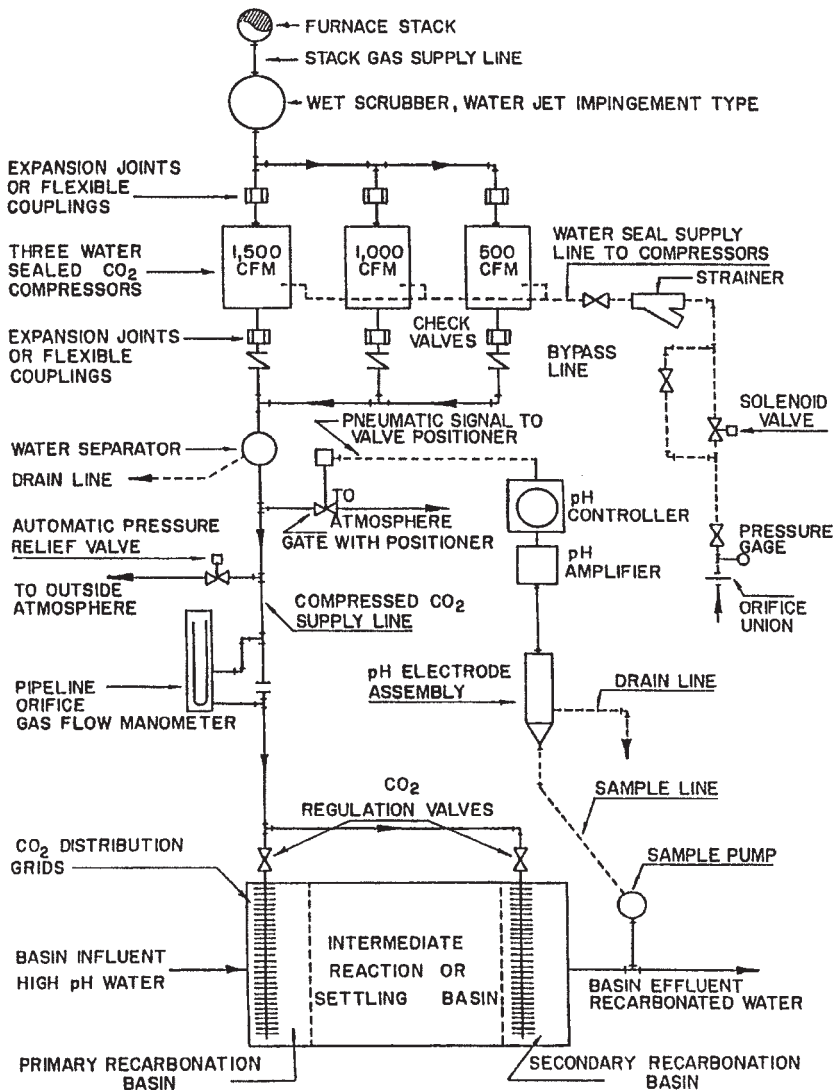 FURNACE STACK
STACK GAS SUPPLY LINE
WET SCRUBBER, WATER JET IMPINGEMENT TYPE
EXPANSION JOINTS
OR FLEXIBLE
COUPLINGS
THREE WATER
SEALED CO₂
COMPRESSORS
1,500
CFM
1,000
CFM
500
CFM
WATER SEAL SUPPLY
LINE TO COMPRESSORS
STRAINER
EXPANSION JOINTS
OR FLEXIBLE
COUPLINGS
CHECK
VALVES
BYPASS
LINE
SOLENOID
VALVE
PNEUMATIC SIGNAL TO
VALVE POSITIONER
WATER SEPARATOR
DRAIN LINE
TO
ATMOSPHERE
GATE WITH POSITIONER
pH
CONTROLLER
pH
AMPLIFIER
PRESSURE
GAGE
ORIFICE
UNION
AUTOMATIC PRESSURE
RELIEF VALVE
TO OUTSIDE
ATMOSPHERE
COMPRESSED CO₂
SUPPLY LINE
PIPELINE
ORIFICE
GAS FLOW MANOMETER
pH ELECTRODE
ASSEMBLY
DRAIN LINE
SAMPLE LINE
CO₂
REGULATION VALVES
CO₂ DISTRIBUTION
GRIDS
SAMPLE PUMP
BASIN INFLUENT
HIGH pH WATER
INTERMEDIATE
REACTION OR
SETTLING BASIN
BASIN EFFLUENT
RECARBONATED WATER
PRIMARY RECARBONATION
BASIN
SECONDARY RECARBONATION
BASIN